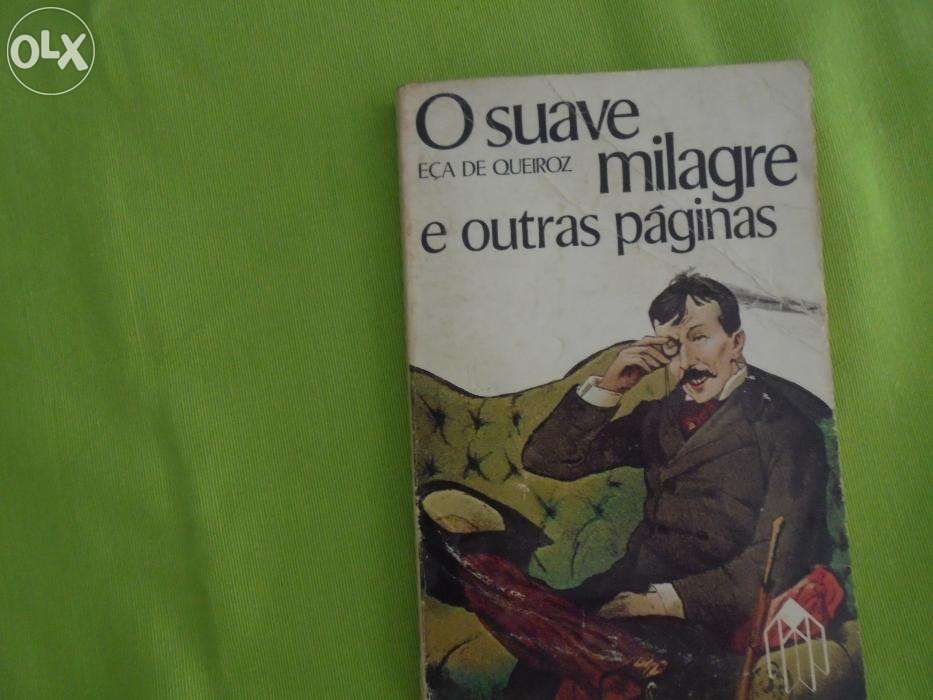 OLX
O suave
EÇA DE QUEIROZ
milagre
e outras páginas